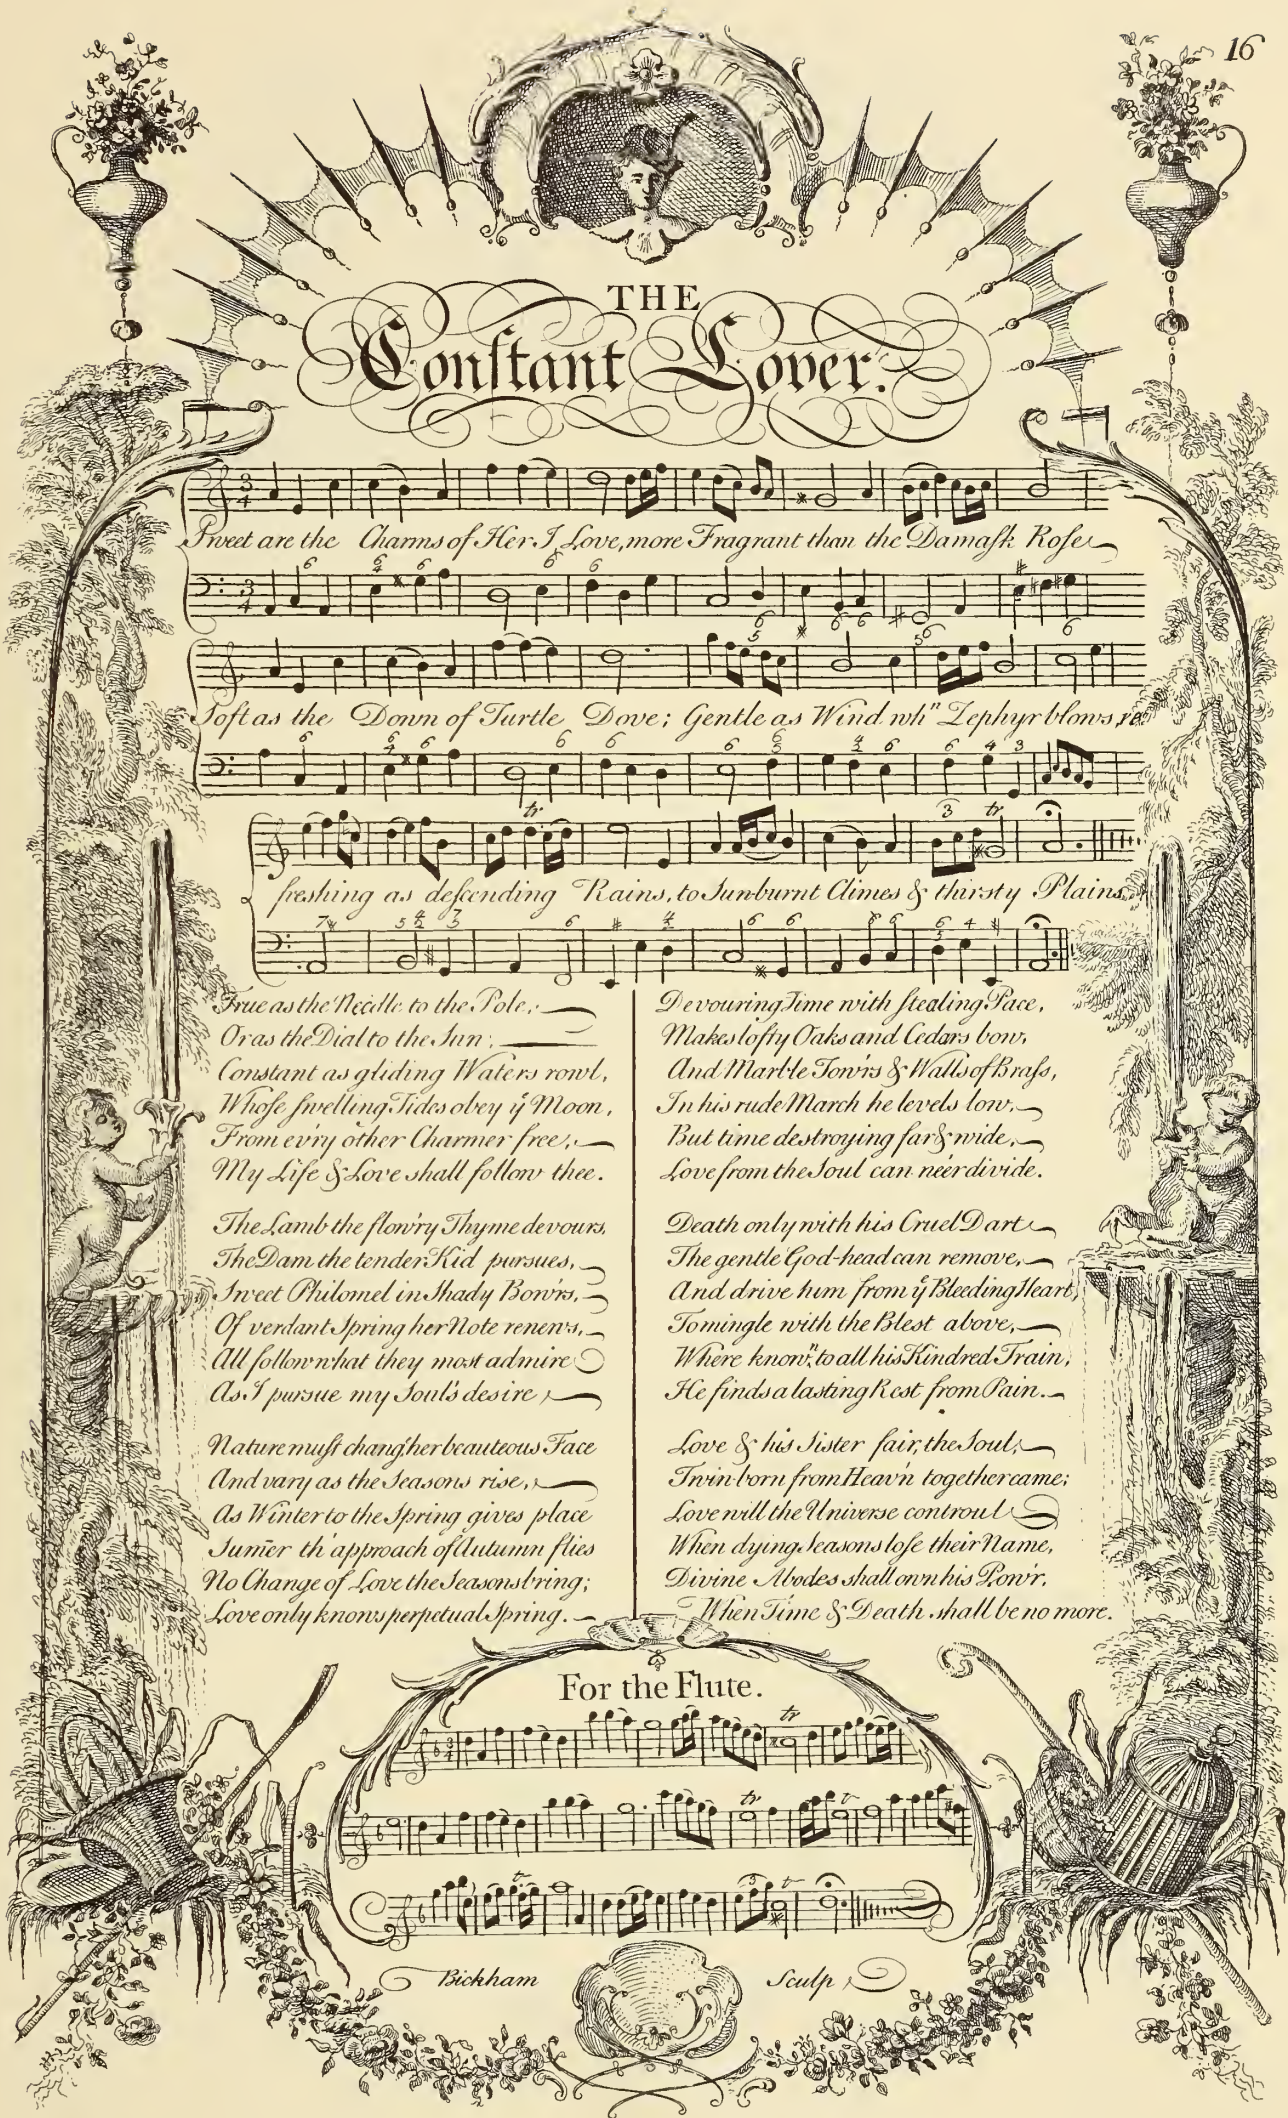 16
THE
Conſtant Lover.
Sweet are the Charms of Her I Love, more Fragrant than the Damaſk Roſe
Soft as the Down of Turtle Dove; Gentle as Wind wh.n Zephyr blows, re=
freſhing as deſcending Rains, to Sun-burnt Climes & thirsty Plains.
True as the Needle to the Pole,
Or as the Dial to the Sun;
Constant as gliding Waters rowl,
Whoſe ſwelling Tides obey yͤ Moon,
From ev'ry other Charmer free,
My Life & Love shall follow thee.
The Lamb the flow'ry Thyme devours,
The Dam the tender Kid pursues,
Sweet Philomel in Shady Bow'rs,
Of verdant Spring her Note renews,
All follow what they most admire
As I pursue my Soul's desire,
Nature muſt chang' her beauteous Face
And vary as the Seasons rise,
As Winter to the Spring gives place
Sum̄er th' approach of Autumn flies
No Change of Love the Seasons bring;
Love only knows perpetual Spring.
Devouring Time with ſtealing Pace,
Makes lofty Oaks and Cedars bow,
And Marble Tow'rs & Walls of Braſs,
In his rude March he levels low,
But time destroying far & wide,
Love from the Soul can ne'er divide.
Death only with his Cruel Dart
The gentle God-head can remove,
And drive him from yͤ Bleeding Heart,
To mingle with the Blest above,
Where known to all his Kindred Train,
He finds a lasting Rest from Pain.
Love & his Sister fair, the Soul,
Twin-born from Heav'n together came;
Love will the Universe controul
When dying Seasons loſe their Name,
Divine Abodes shall own his Pow'r,
When Time & Death shall be no more.
For the Flute.
Bickham Sculp